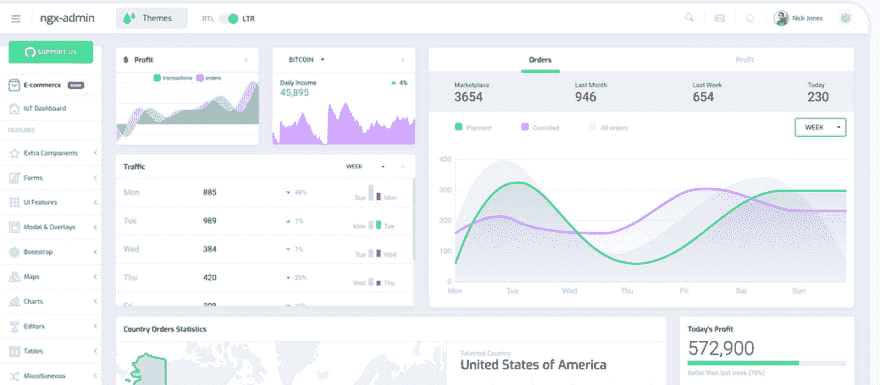 ngx-admin Themes RTL LTR Nick Jones
SUPPORT US
E-commerce
IoT Dashboard
FEATURES
Extra Components
Forms
UI Features
Modal & Overlays
Bootstrap
Maps
Charts
Editors
Tables
Miscellaneous
$ Profit
transactions orders
BITCOIN
Daily Income 4%
45,895
Traffic WEEK
Mon 885 48% Sun Mon
Tue 989 1% Mon Tue
Wed 384 1% Tue Wed
Thu 420 20% Wed Thu
Orders Profit
Marketplace Last Month Last Week Today
3654 946 654 230
Payment Canceled All orders WEEK
400
300
200
100
0
Mon Tue Wed Thu Fri Sat Sun
Country Orders Statistics
Selected Country
United States of America
Today's Profit
572,900
Better than last week (70%)